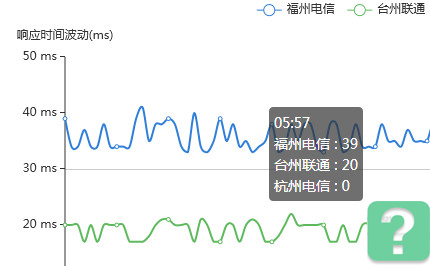 福州电信 台州联通
响应时间波动(ms)
50 ms
40 ms
05:57
福州电信 : 39
台州联通 : 20
杭州电信 : 0
30 ms
20 ms
?